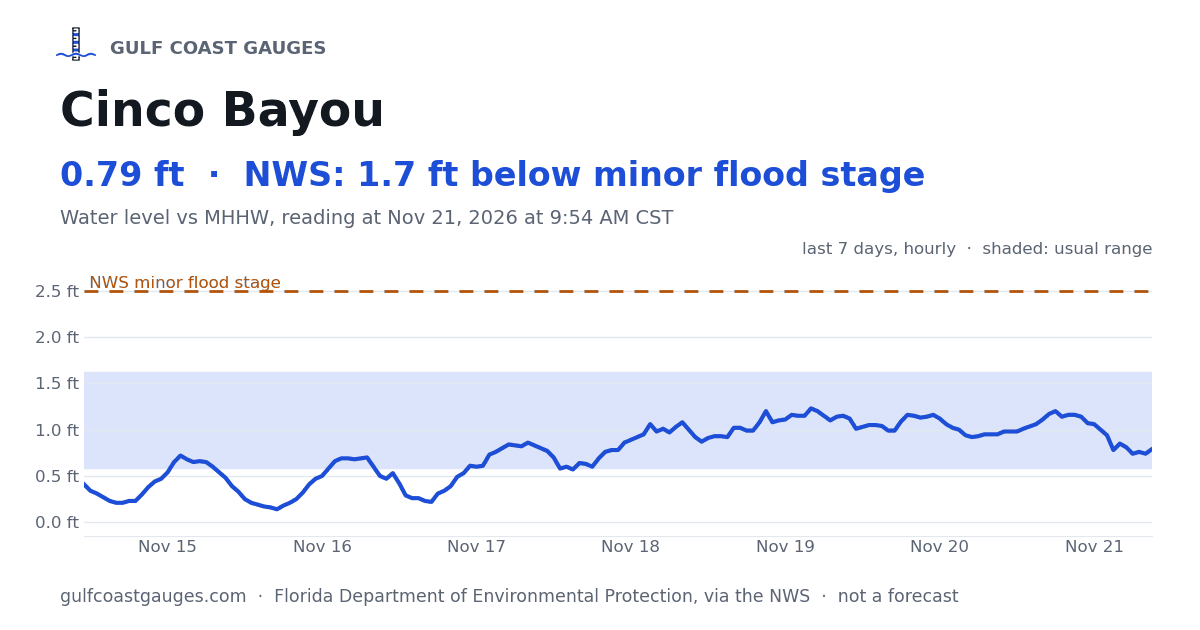 GULF COAST GAUGES
Cinco Bayou
0.79 ft · NWS: 1.7 ft below minor flood stage
Water level vs MHHW, reading at Nov 21, 2026 at 9:54 AM CST
last 7 days, hourly · shaded: usual range
NWS minor flood stage
2.5 ft
2.0 ft
1.5 ft
1.0 ft
0.5 ft
0.0 ft
Nov 15 Nov 16 Nov 17 Nov 18 Nov 19 Nov 20 Nov 21
gulfcoastgauges.com · Florida Department of Environmental Protection, via the NWS · not a forecast